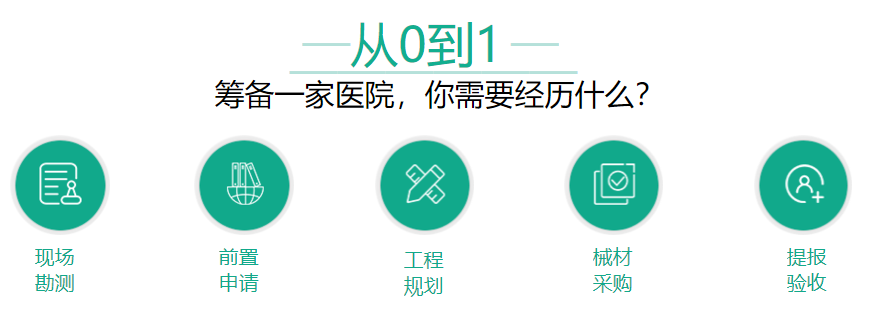 从0到1
筹备一家医院，你需要经历什么？
现场
勘测
前置
申请
工程
规划
械材
采购
提报
验收